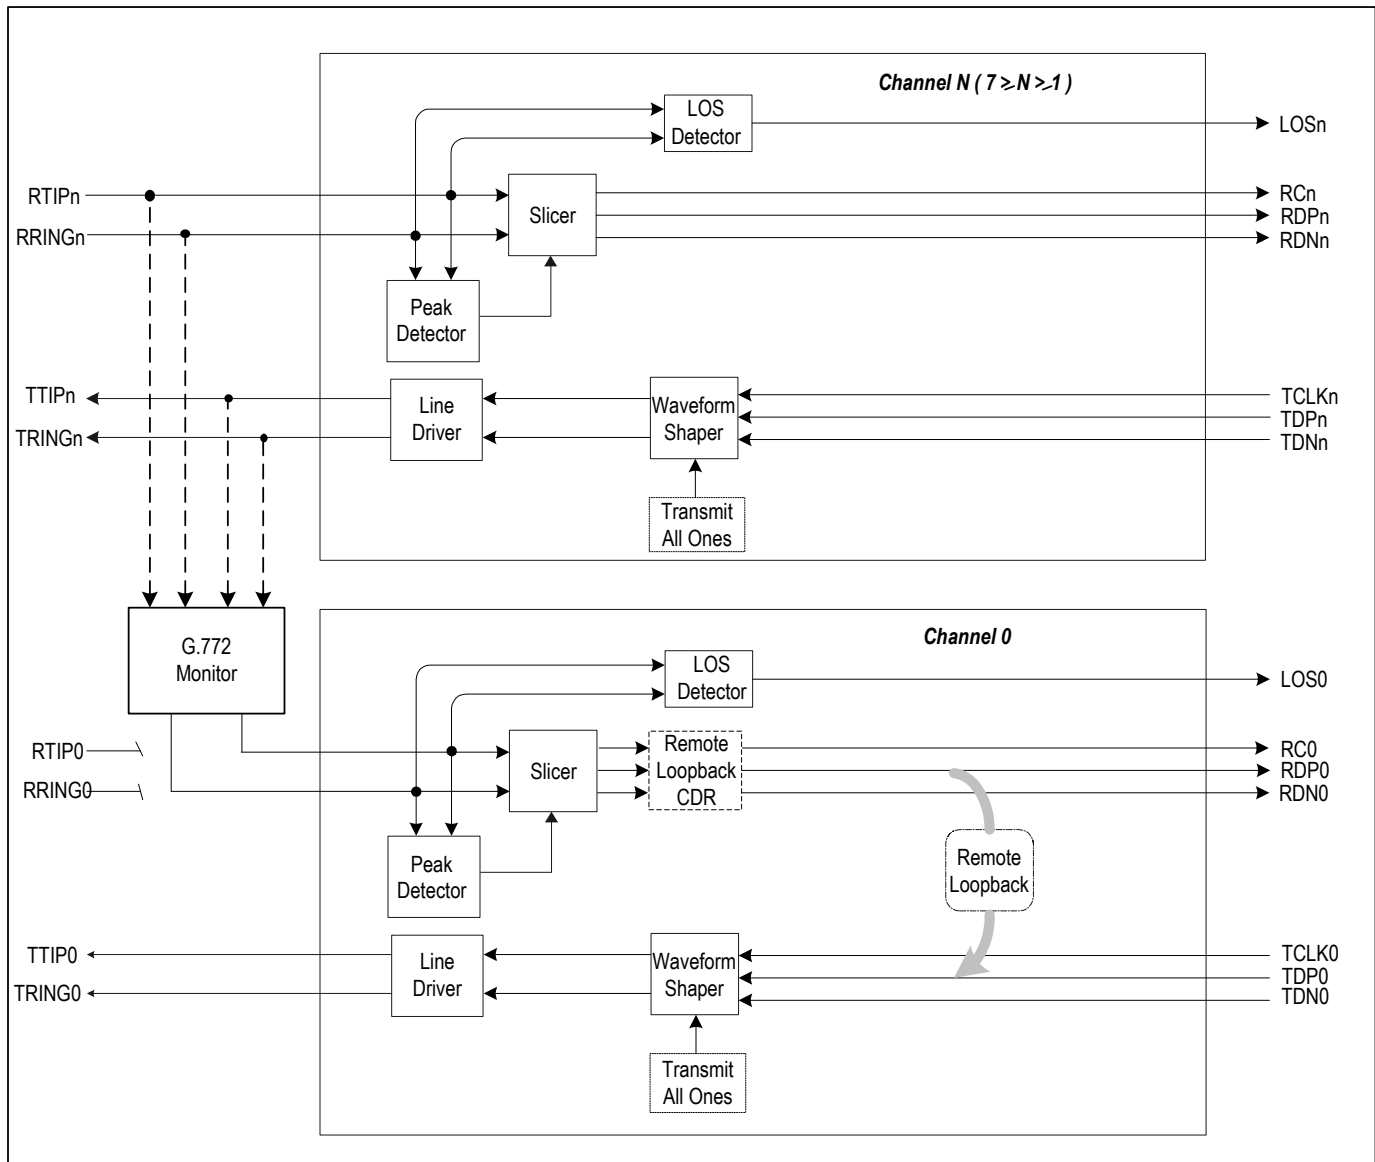 Channel N ( 7 ≥ N ≥ 1 )
LOS
Detector
LOSn
RTIPn
RRINGn
Slicer
RCn
RDPn
RDNn
Peak
Detector
TTIPn
TRINGn
Line
Driver
Waveform
Shaper
TCLKn
TDPn
TDNn
Transmit
All Ones
G.772
Monitor
Channel 0
LOS
Detector
LOS0
RTIP0
RRING0
Slicer
Remote
Loopback
CDR
RC0
RDP0
RDN0
Peak
Detector
Remote
Loopback
TTIP0
TRING0
Line
Driver
Waveform
Shaper
TCLK0
TDP0
TDN0
Transmit
All Ones